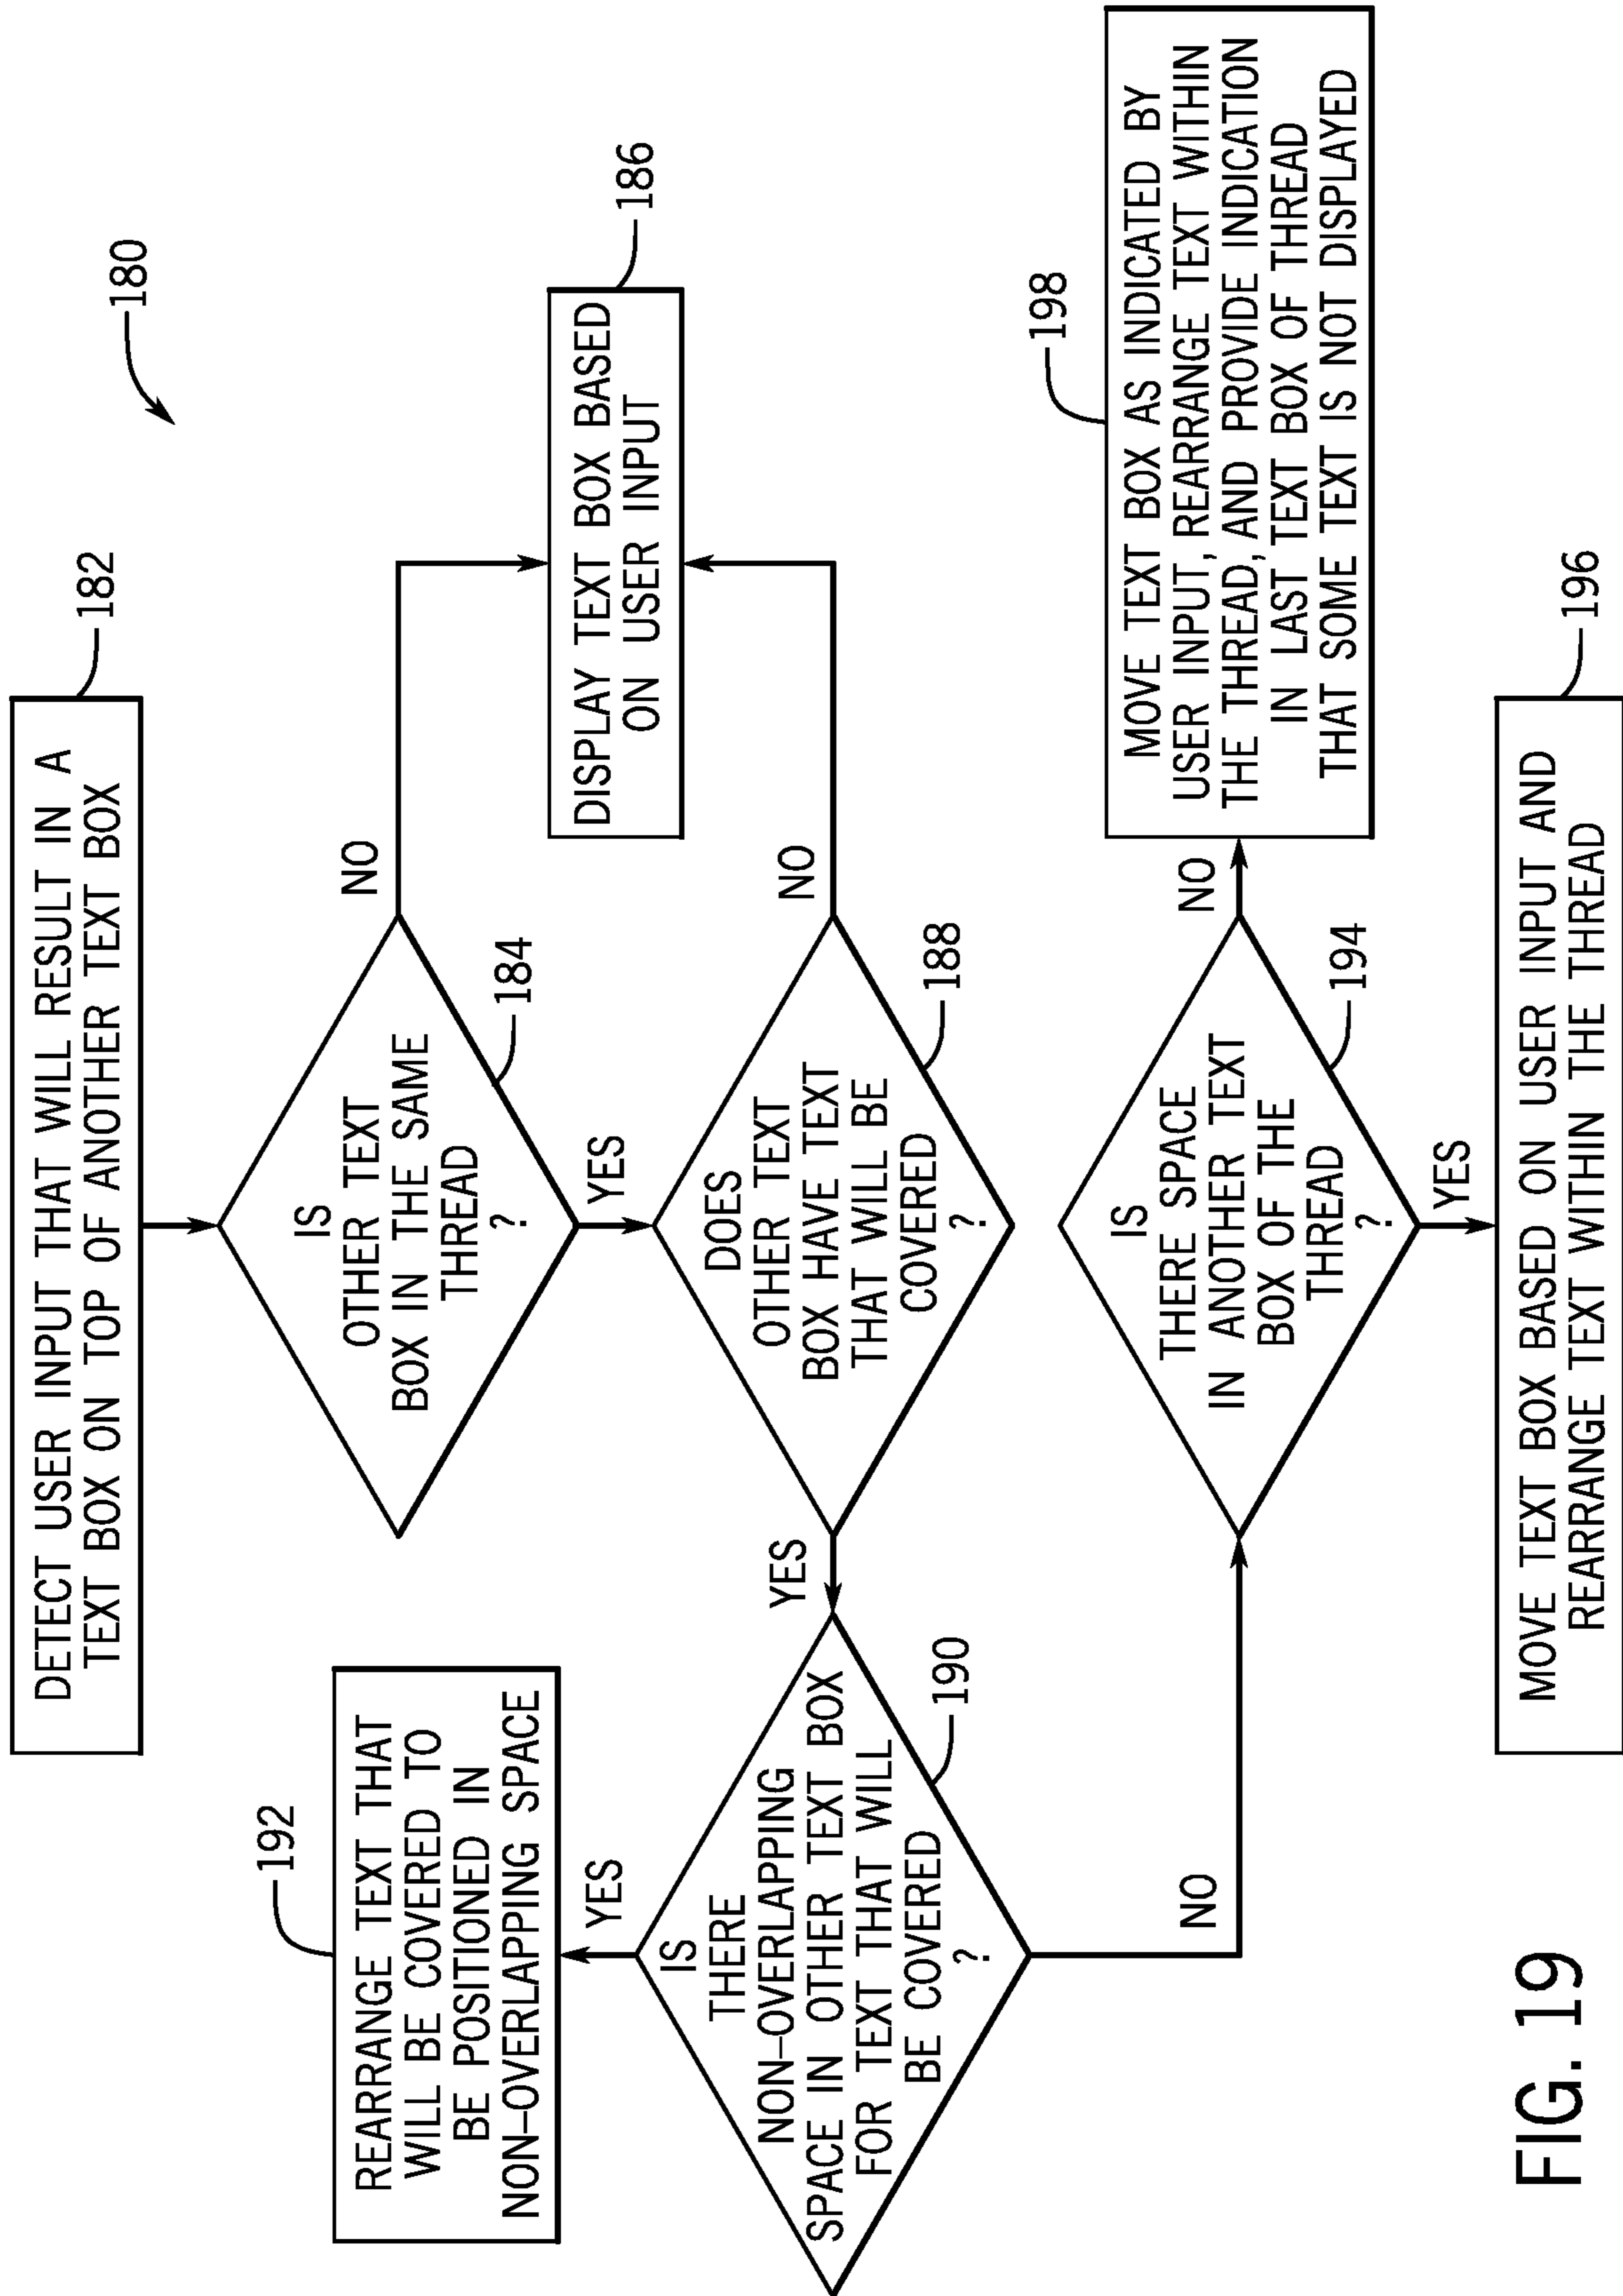 180
DETECT USER INPUT THAT WILL RESULT IN A
TEXT BOX ON TOP OF ANOTHER TEXT BOX
182
IS
OTHER TEXT
BOX IN THE SAME
THREAD
?
184
NO
YES
DISPLAY TEXT BOX BASED
ON USER INPUT
186
DOES
OTHER TEXT
BOX HAVE TEXT
THAT WILL BE
COVERED
?
188
NO
YES
192
REARRANGE TEXT THAT
WILL BE COVERED TO
BE POSITIONED IN
NON-OVERLAPPING SPACE
YES
IS
THERE
NON-OVERLAPPING
SPACE IN OTHER TEXT BOX
FOR TEXT THAT WILL
BE COVERED
?
190
NO
IS
THERE SPACE
IN ANOTHER TEXT
BOX OF THE
THREAD
?
194
NO
YES
198
MOVE TEXT BOX AS INDICATED BY
USER INPUT, REARRANGE TEXT WITHIN
THE THREAD, AND PROVIDE INDICATION
IN LAST TEXT BOX OF THREAD
THAT SOME TEXT IS NOT DISPLAYED
MOVE TEXT BOX BASED ON USER INPUT AND
REARRANGE TEXT WITHIN THE THREAD
196
FIG. 19